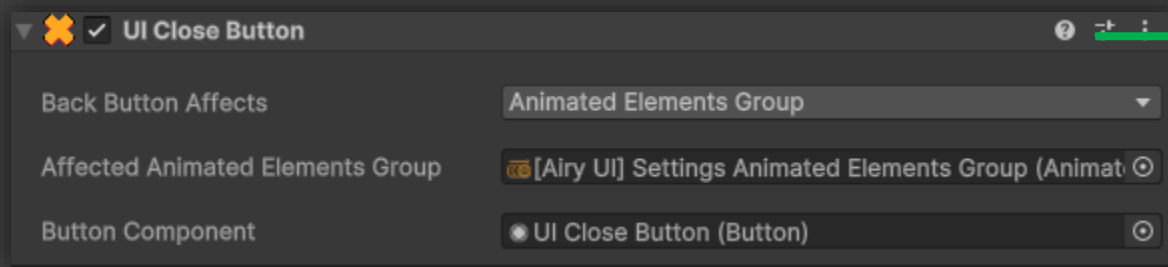 UI Close Button
Back Button Affects Animated Elements Group
Affected Animated Elements Group [Airy UI] Settings Animated Elements Group (Animat
Button Component UI Close Button (Button)